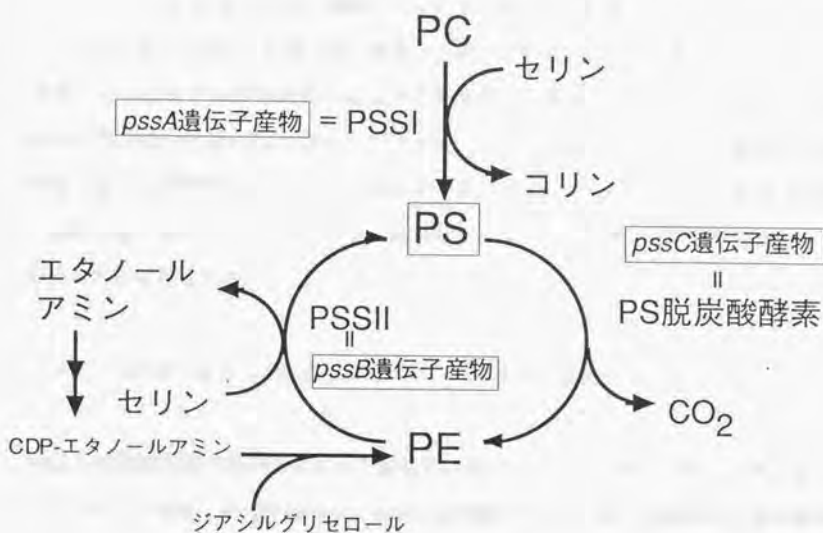 PC
セリン
pssA遺伝子産物 = PSSI
コリン
PS
pssC遺伝子産物
=
PS脱炭酸酵素
エタノール
アミン
PSSII
=
pssB遺伝子産物
セリン
CO2
CDP-エタノールアミン
PE
ジアシルグリセロール